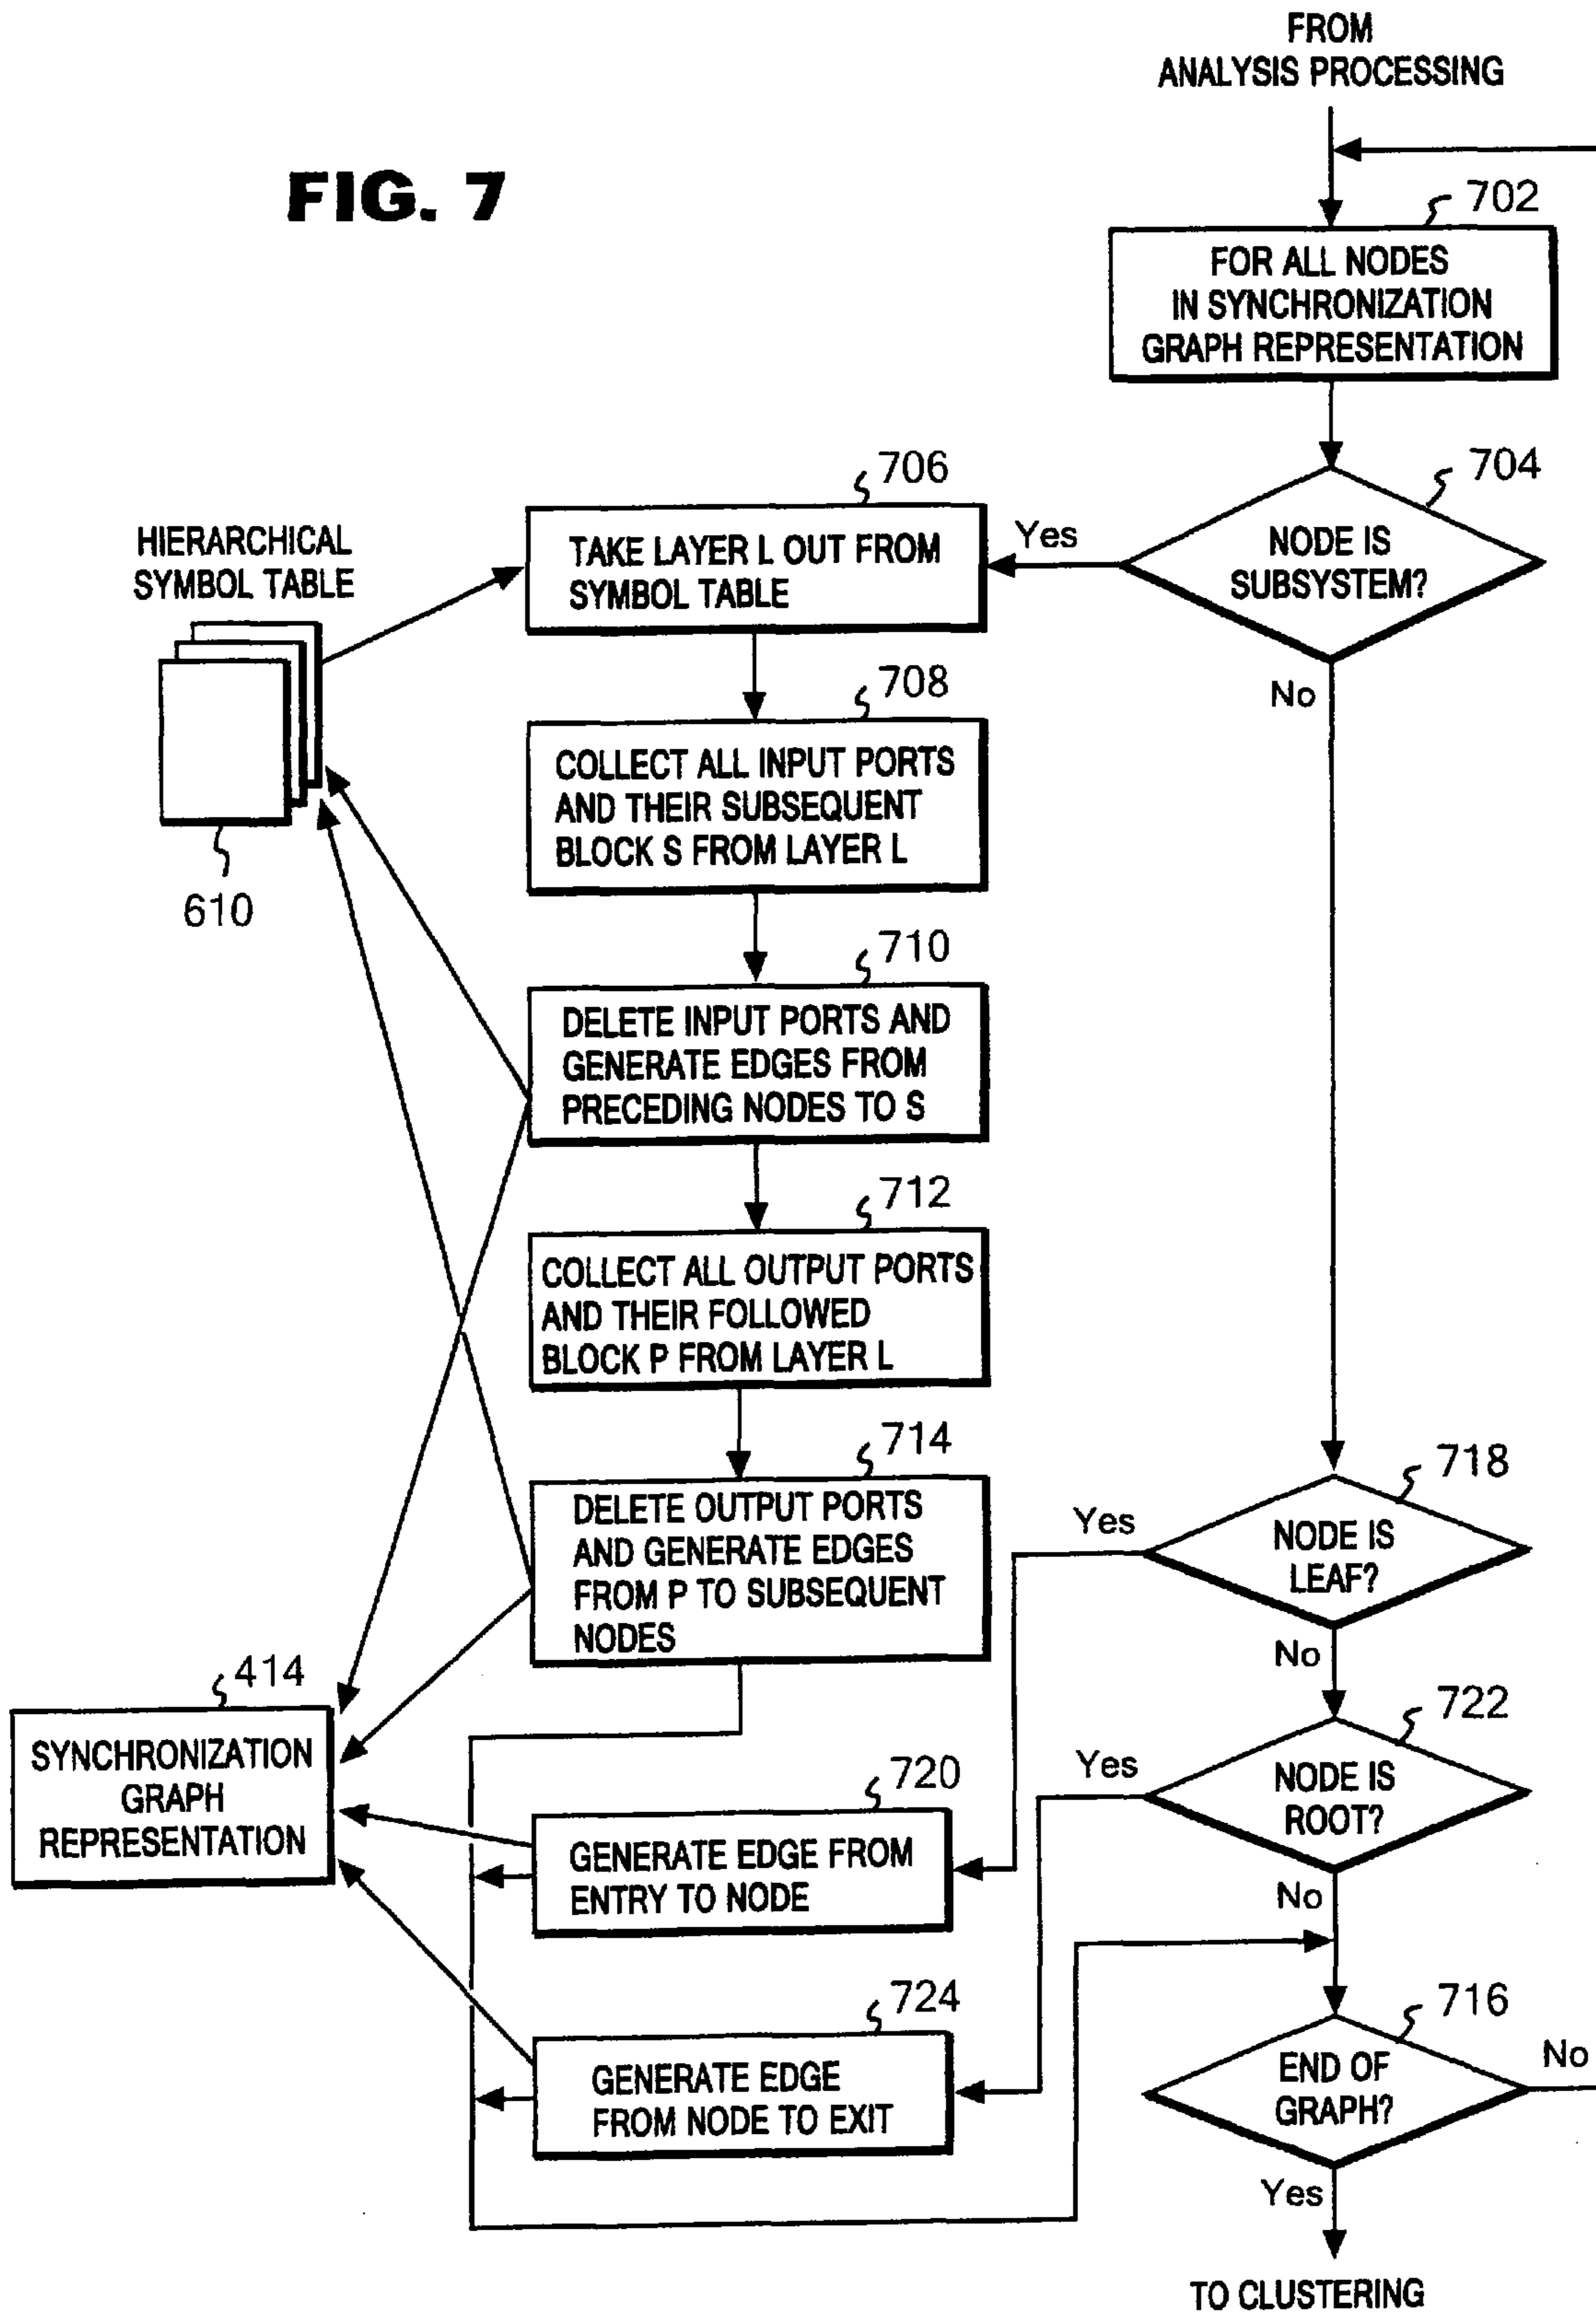 FROM
ANALYSIS PROCESSING
FIG. 7
702
FOR ALL NODES
IN SYNCHRONIZATION
GRAPH REPRESENTATION
704
NODE IS
SUBSYSTEM?
Yes
No
706
TAKE LAYER L OUT FROM
SYMBOL TABLE
HIERARCHICAL
SYMBOL TABLE
610
708
COLLECT ALL INPUT PORTS
AND THEIR SUBSEQUENT
BLOCK S FROM LAYER L
710
DELETE INPUT PORTS AND
GENERATE EDGES FROM
PRECEDING NODES TO S
712
COLLECT ALL OUTPUT PORTS
AND THEIR FOLLOWED
BLOCK P FROM LAYER L
714
DELETE OUTPUT PORTS
AND GENERATE EDGES
FROM P TO SUBSEQUENT
NODES
718
NODE IS
LEAF?
Yes
No
414
SYNCHRONIZATION
GRAPH
REPRESENTATION
722
NODE IS
ROOT?
Yes
No
720
GENERATE EDGE FROM
ENTRY TO NODE
724
GENERATE EDGE
FROM NODE TO EXIT
716
END OF
GRAPH?
No
Yes
TO CLUSTERING